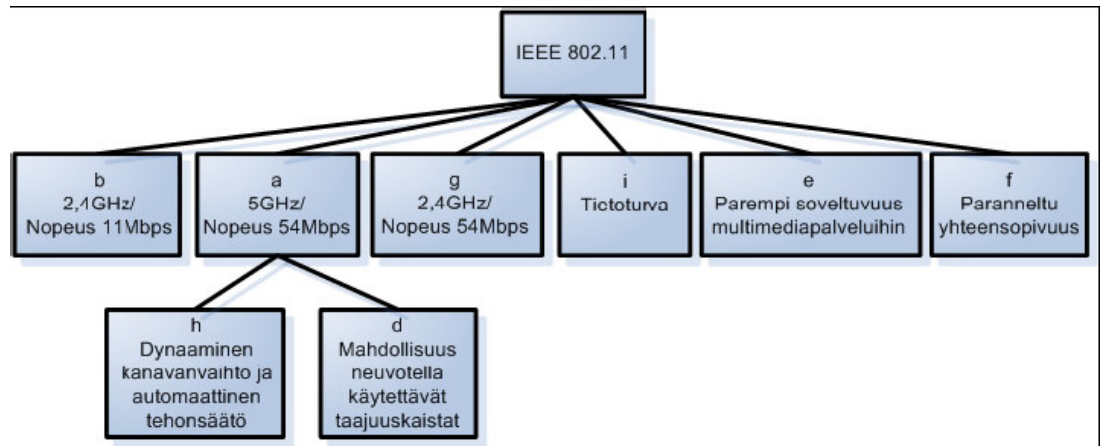 IEEE 802.11
b
2,4GHz/
Nopeus 11Mbps
a
5GHz/
Nopeus 54Mbps
g
2,4GHz/
Nopeus 54Mbps
i
Tietoturva
e
Parempi soveltuvuus
multimediapalveluihin
f
Paranneltu
yhteensopivuus
h
Dynaaminen
kanavanvaihto ja
automaattinen
tehonsäätö
d
Mahdollisuus
neuvotella
käytettävät
taajuuskaistat